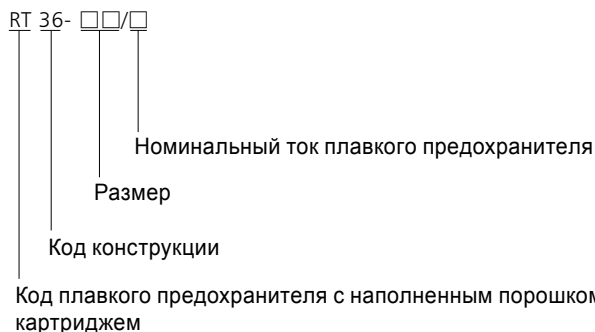 RT 36- □□/□
Номинальный ток плавкого предохранителя
Размер
Код конструкции
Код плавкого предохранителя с наполненным порошком
картриджем